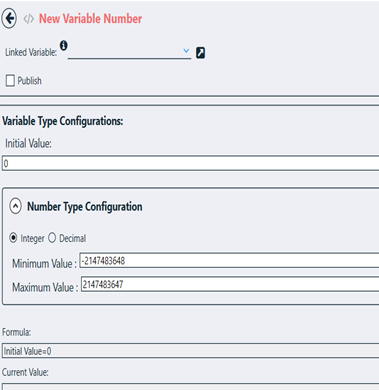 </> New Variable Number
Linked Variable:
Publish
Variable Type Configurations:
Initial Value:
0
Number Type Configuration
Integer Decimal
Minimum Value : -2147483648
Maximum Value : 2147483647
Formula:
Initial Value=0
Current Value: